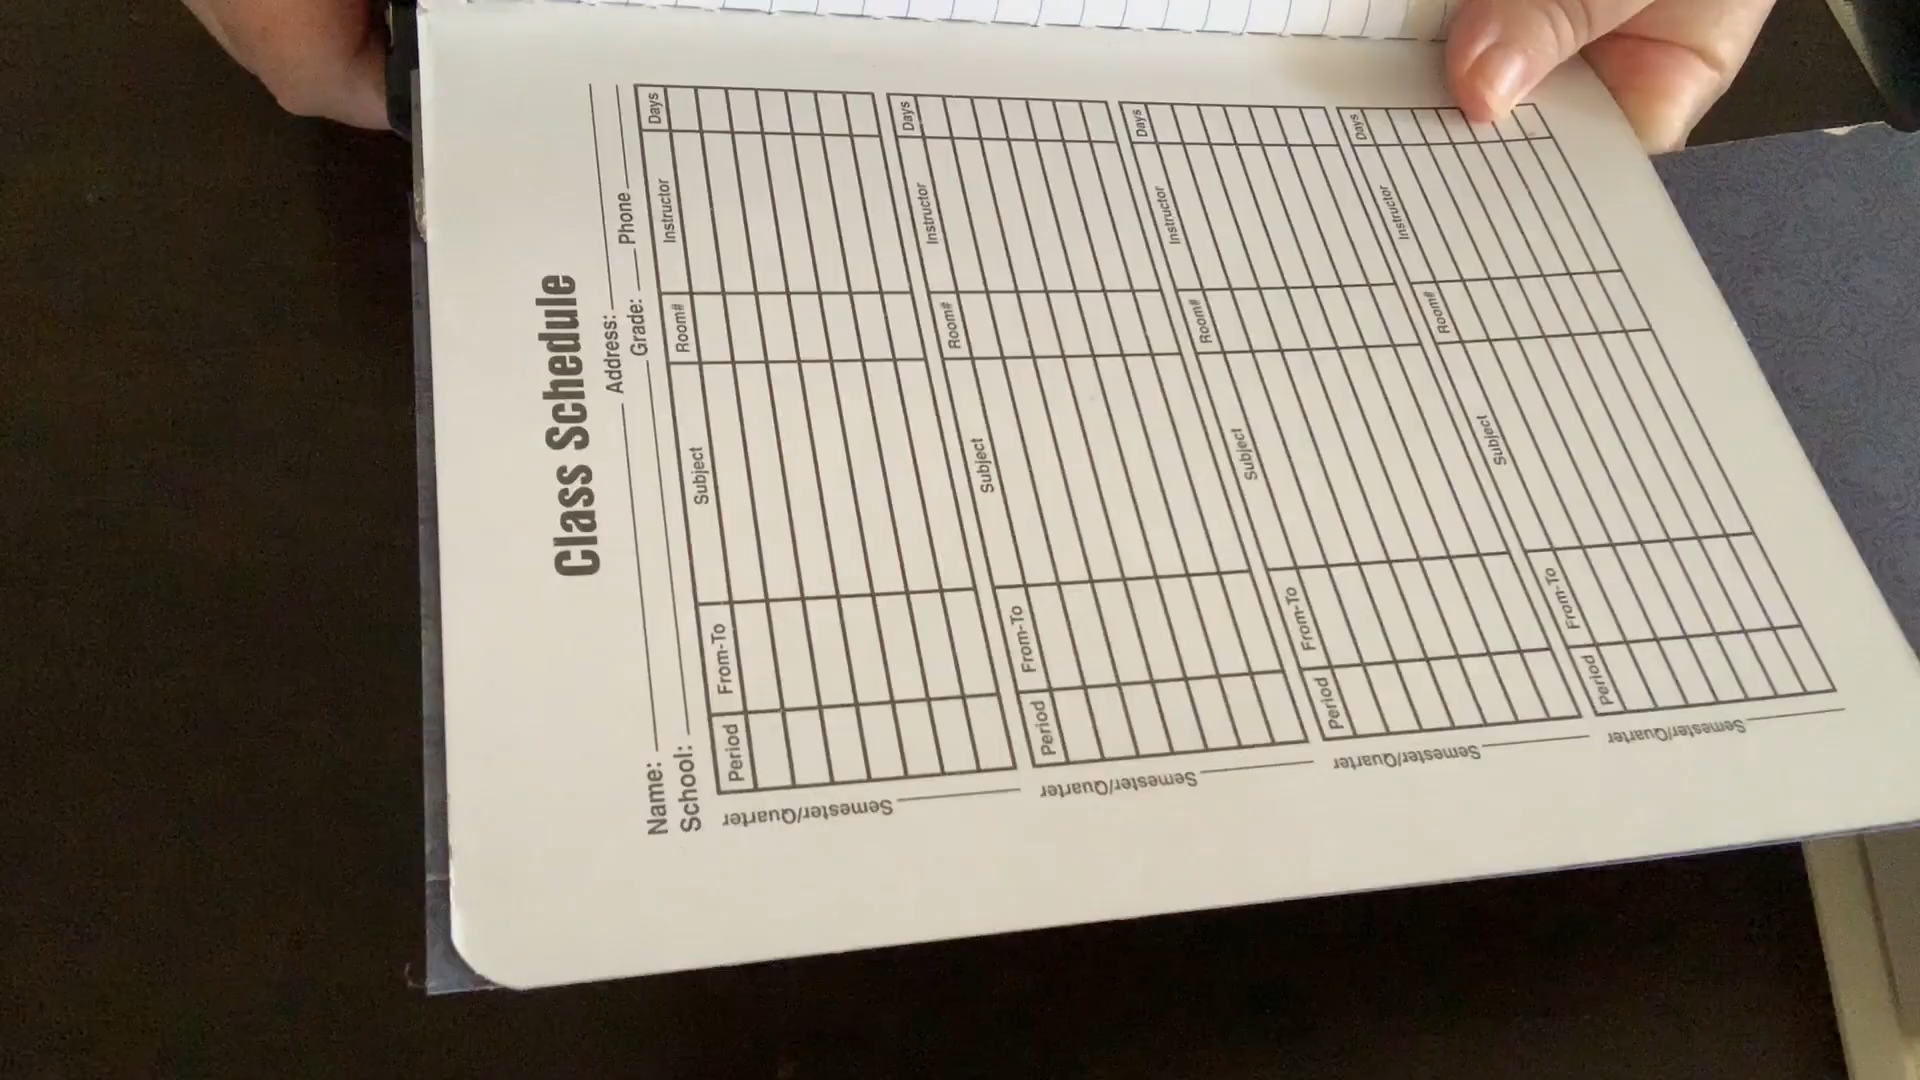 Class Schedule
Name: Address:
School: Grade: Phone
Period From-To Subject Room# Instructor Days
Semester/Quarter
Period From-To Subject Room# Instructor Days
Semester/Quarter
Period From-To Subject Room# Instructor Days
Semester/Quarter
Period From-To Subject Room# Instructor Days
Semester/Quarter